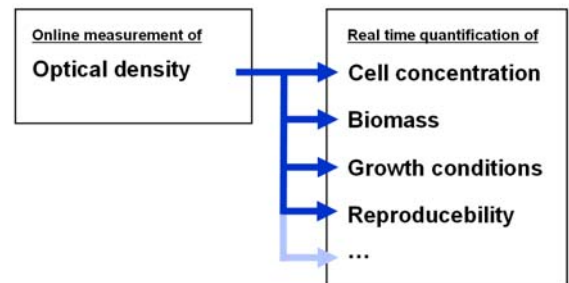 Online measurement of
Optical density
Real time quantification of
Cell concentration
Biomass
Growth conditions
Reproducebility
...